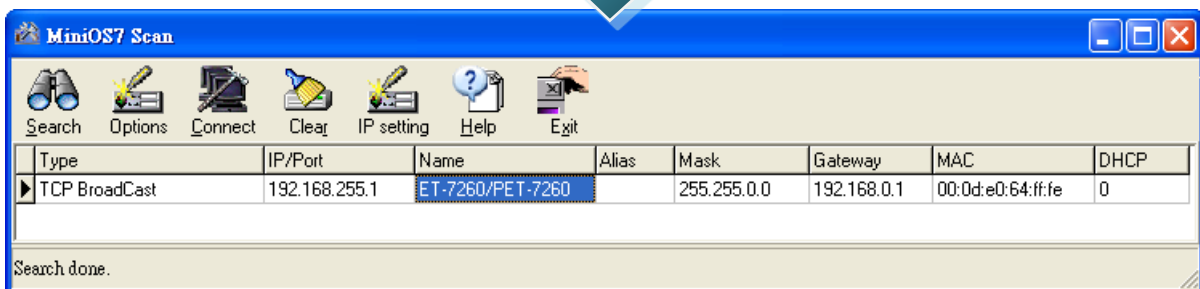 MiniOS7 Scan
Search Options Connect Clear IP setting Help Exit
Type IP/Port Name Alias Mask Gateway MAC DHCP
TCP BroadCast 192.168.255.1 ET-7260/PET-7260 255.255.0.0 192.168.0.1 00:0d:e0:64:ff:fe 0
Search done.